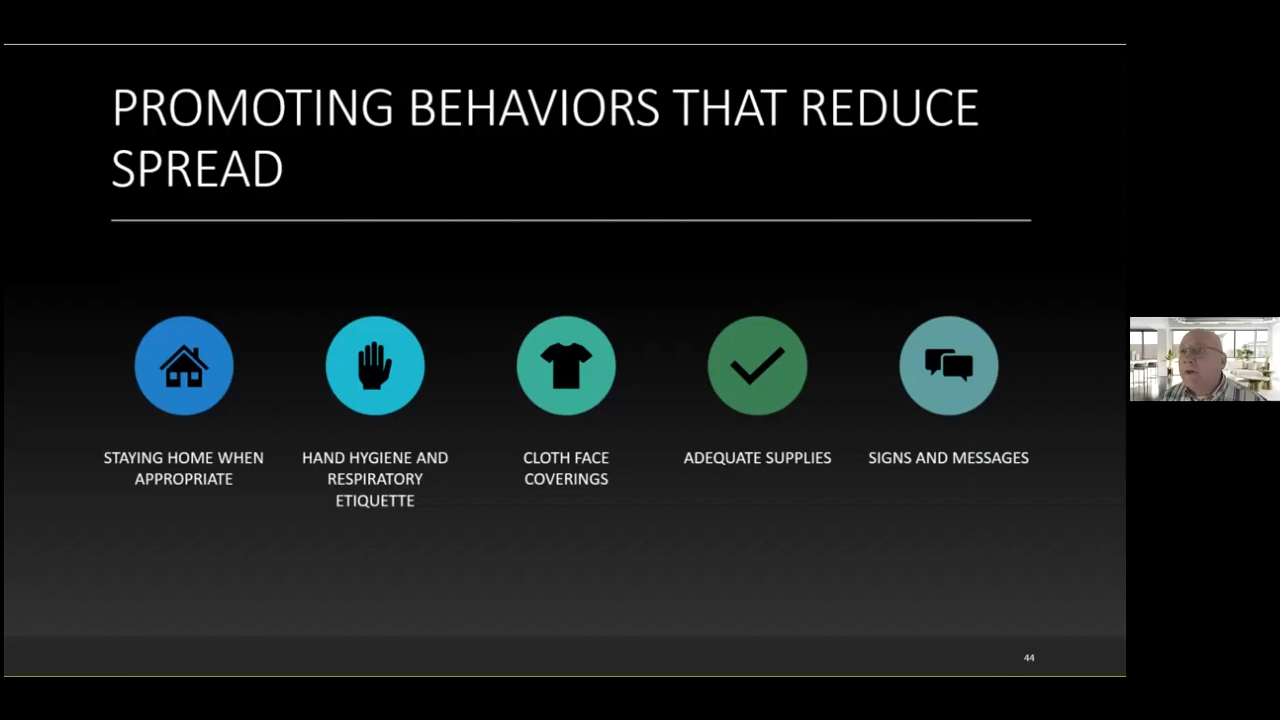 PROMOTING BEHAVIORS THAT REDUCE
SPREAD
STAYING HOME WHEN
APPROPRIATE
HAND HYGIENE AND
RESPIRATORY
ETIQUETTE
CLOTH FACE
COVERINGS
ADEQUATE SUPPLIES
SIGNS AND MESSAGES
44